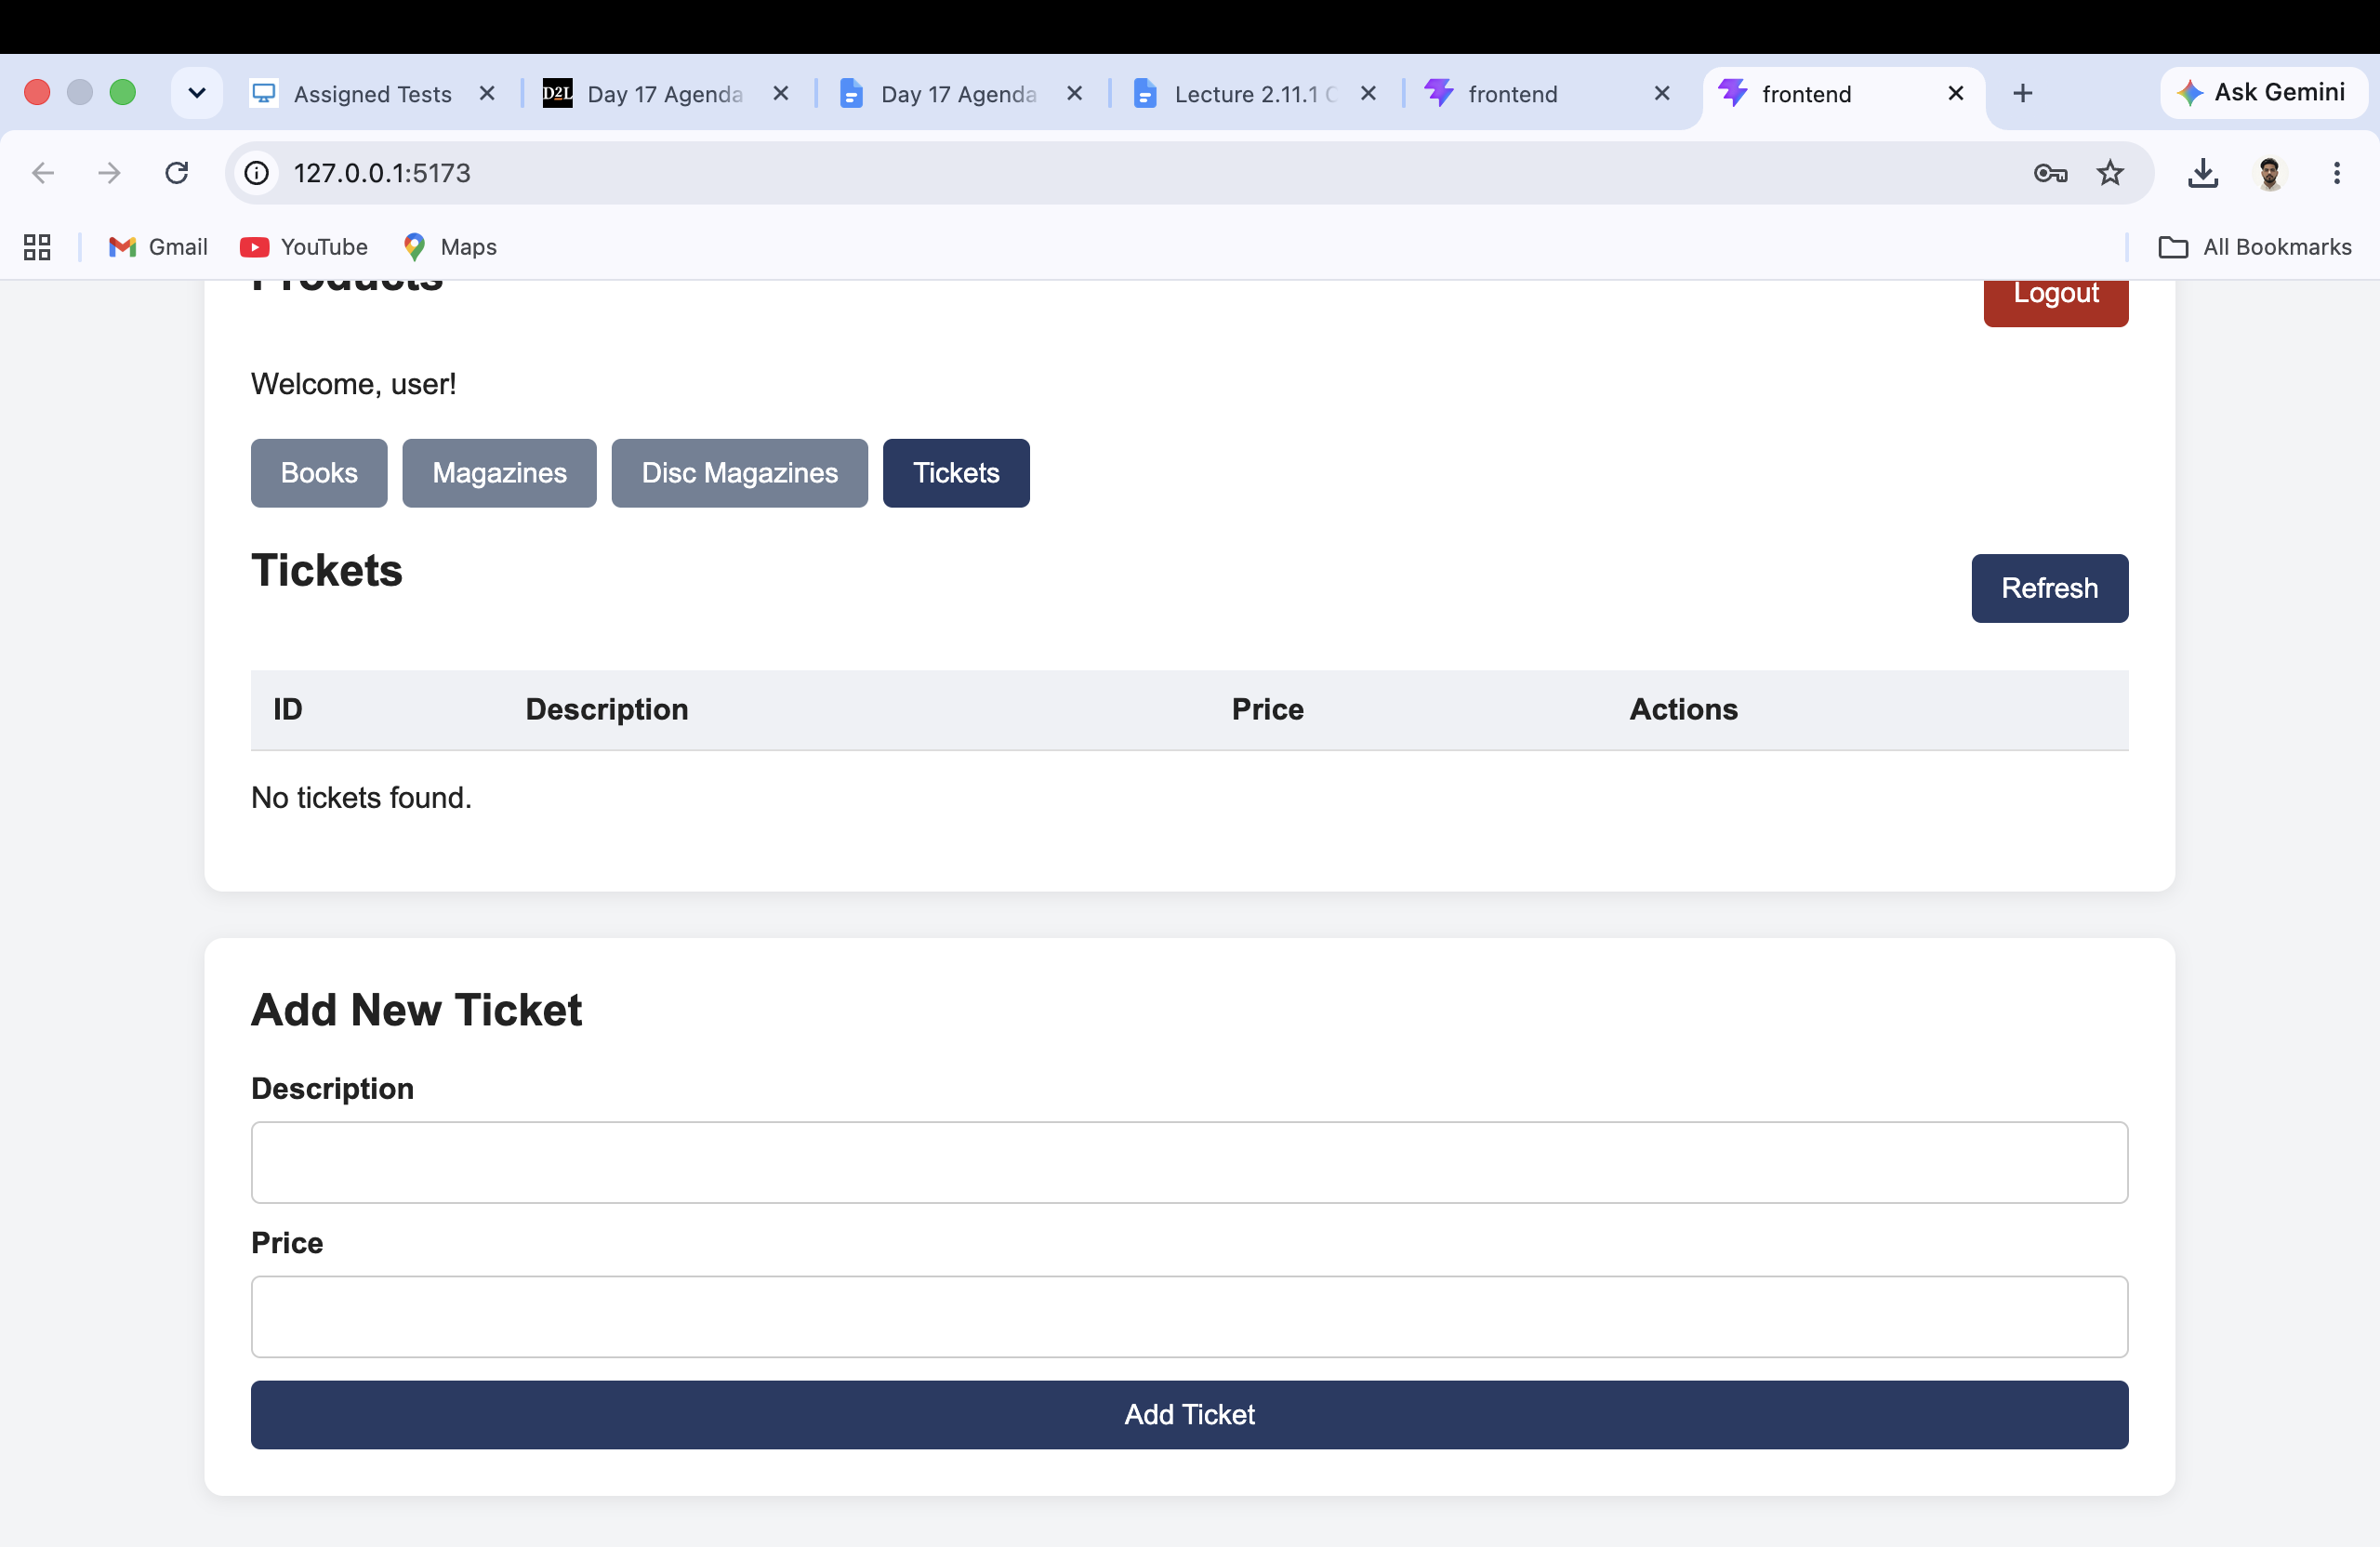 Assigned Tests
D2L Day 17 Agenda
Day 17 Agenda
Lecture 2.11.1
frontend
frontend
Ask Gemini
127.0.0.1:5173
Gmail
YouTube
Maps
All Bookmarks
Products
Logout
Welcome, user!
Books
Magazines
Disc Magazines
Tickets
Tickets
Refresh
ID Description Price Actions
No tickets found.
Add New Ticket
Description
Price
Add Ticket